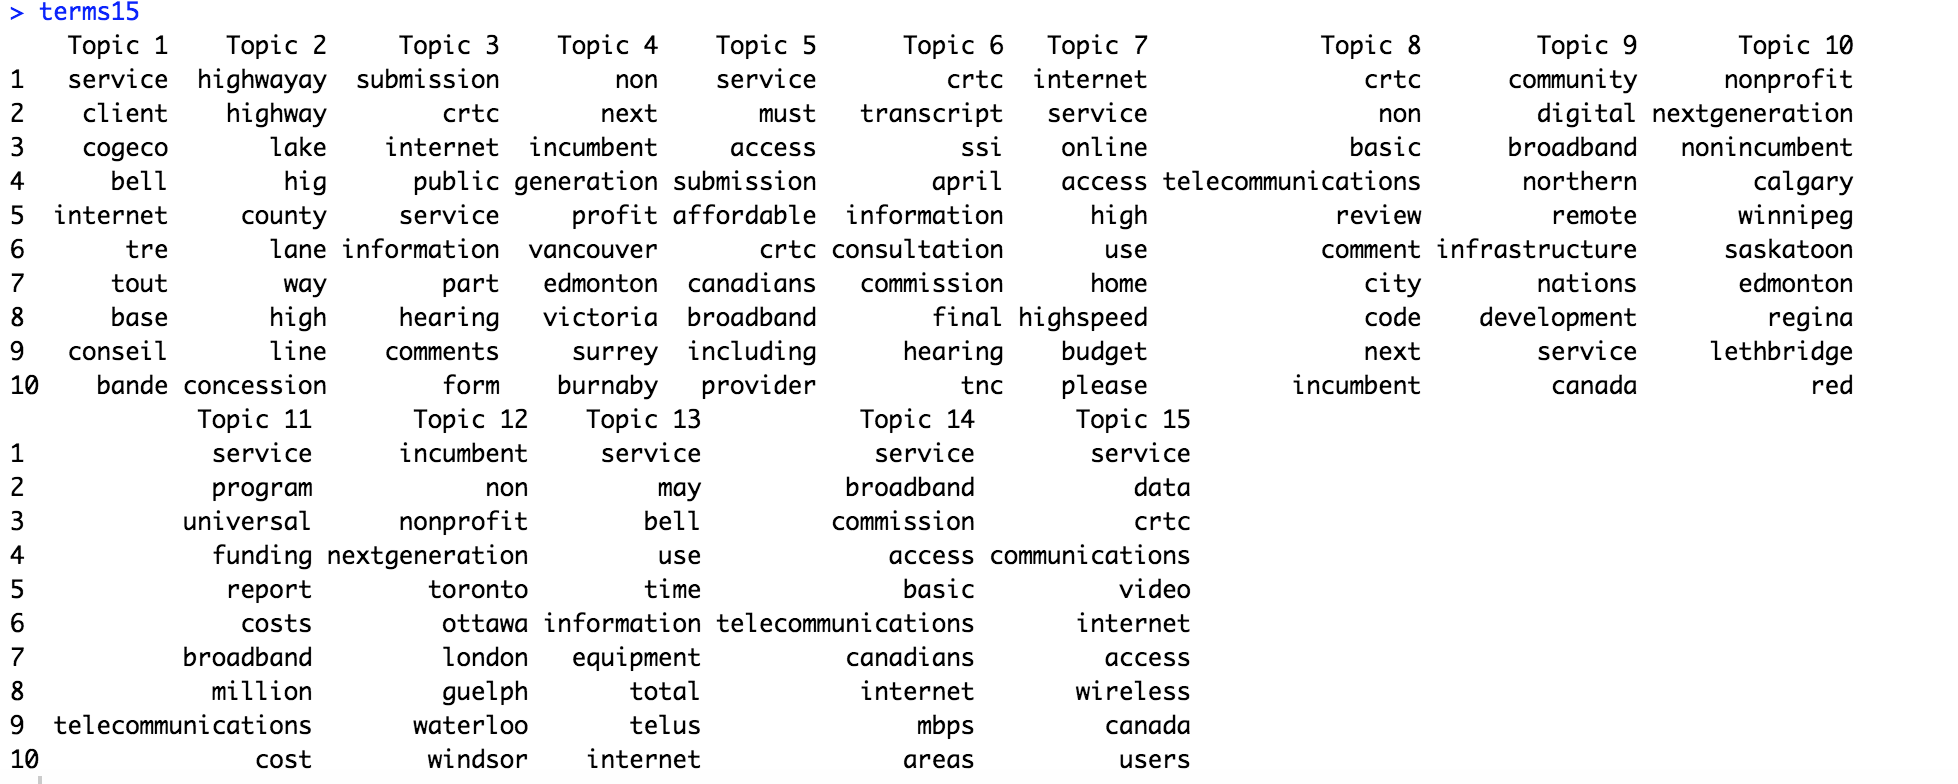 > terms15
Topic 1 Topic 2 Topic 3 Topic 4 Topic 5 Topic 6 Topic 7 Topic 8 Topic 9 Topic 10
1 service highwayay submission non service crtc internet crtc community nonprofit
2 client highway crtc next must transcript service non digital nextgeneration
3 cogeco lake internet incumbent access ssi online basic broadband nonincumbent
4 bell hig public generation submission april access telecommunications northern calgary
5 internet county service profit affordable information high review remote winnipeg
6 tre lane information vancouver crtc consultation use comment infrastructure saskatoon
7 tout way part edmonton canadians commission home city nations edmonton
8 base high hearing victoria broadband final highspeed code development regina
9 conseil line comments surrey including hearing budget next service lethbridge
10 bande concession form burnaby provider tnc please incumbent canada red
Topic 11 Topic 12 Topic 13 Topic 14 Topic 15
1 service incumbent service service service
2 program non may broadband data
3 universal nonprofit bell commission crtc
4 funding nextgeneration use access communications
5 report toronto time basic video
6 costs ottawa information telecommunications internet
7 broadband london equipment canadians access
8 million guelph total internet wireless
9 telecommunications waterloo telus mbps canada
10 cost windsor internet areas users